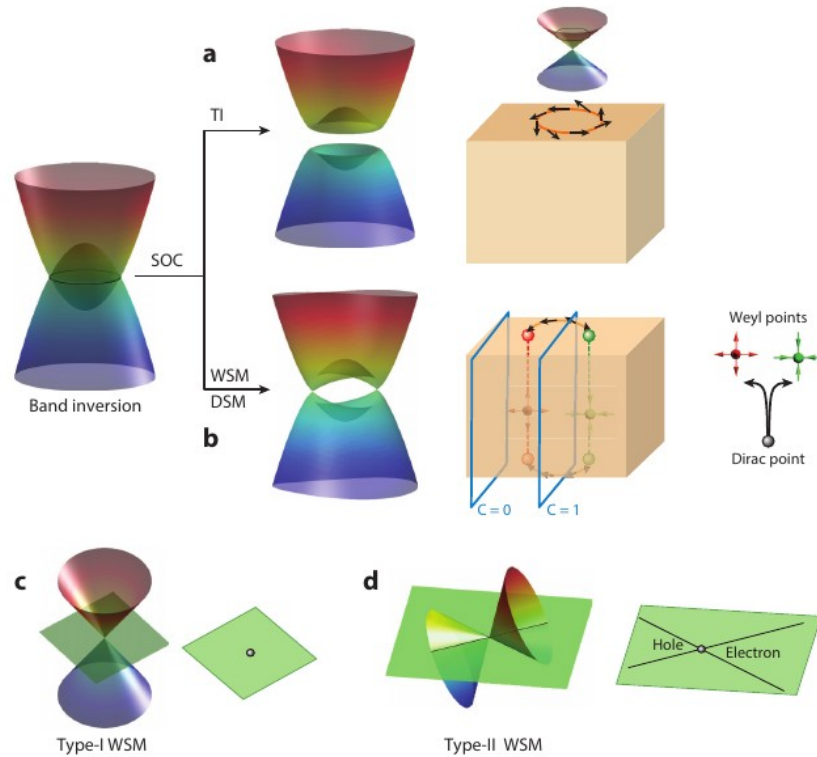 a
TI
SOC
Band inversion
WSM
DSM
b
Weyl points
Dirac point
C = 0
C = 1
c
Type-I WSM
d
Hole
Electron
Type-II WSM